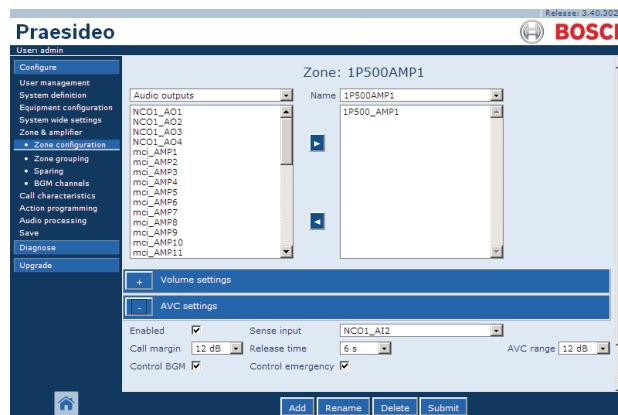 Release: 3.40.302
Praesideo
BOSCH
User: admin
Configure
User management
System definition
Equipment configuration
System wide settings
Zone & amplifier
• Zone configuration
• Zone grouping
• Sparing
• BGM channels
Call characteristics
Action programming
Audio processing
Save
Diagnose
Upgrade
Zone: 1P500AMP1
Audio outputs
Name 1P500AMP1
NCO1_AO1
NCO1_AO2
NCO1_AO3
NCO1_AO4
mci_AMP1
mci_AMP2
mci_AMP3
mci_AMP4
mci_AMP5
mci_AMP6
mci_AMP7
mci_AMP8
mci_AMP9
mci_AMP10
mci_AMP11
1P500_AMP1
+ Volume settings
- AVC settings
Enabled Sense input NCO1_AI2
Call margin 12 dB Release time 6 s AVC range 12 dB
Control BGM Control emergency
Add Rename Delete Submit